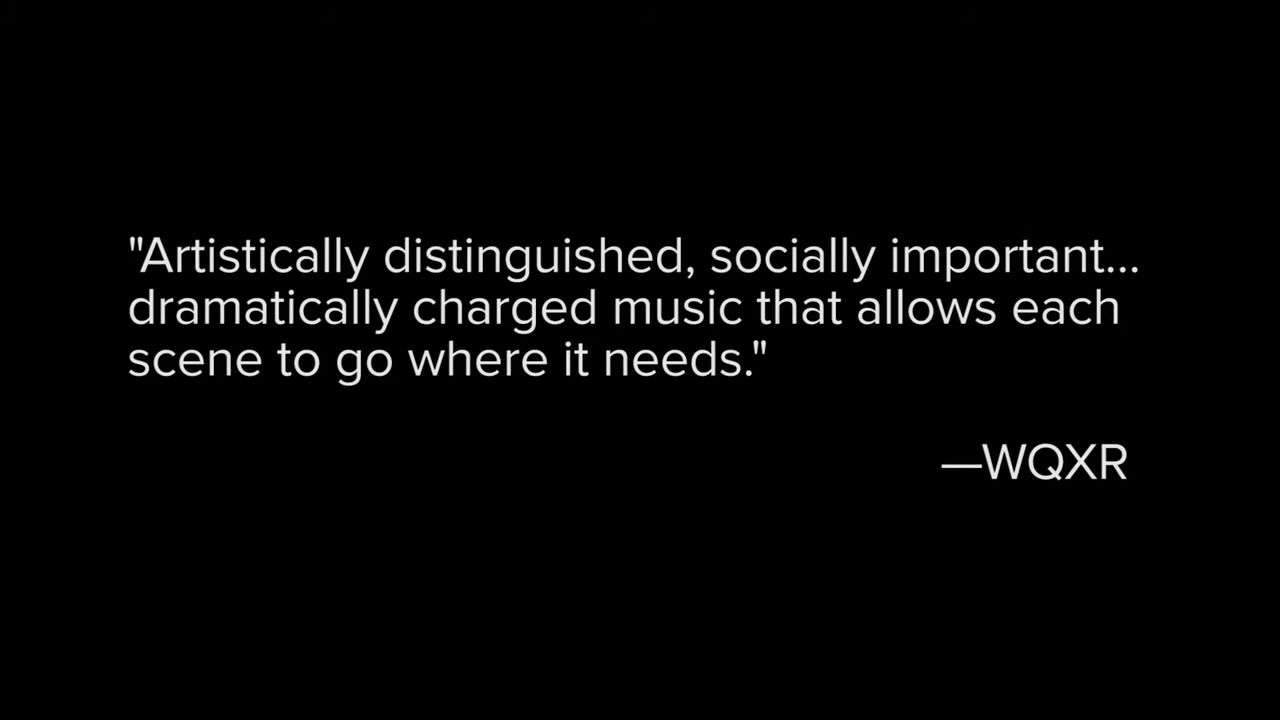 "Artistically distinguished, socially important...
dramatically charged music that allows each
scene to go where it needs."
—WQXR